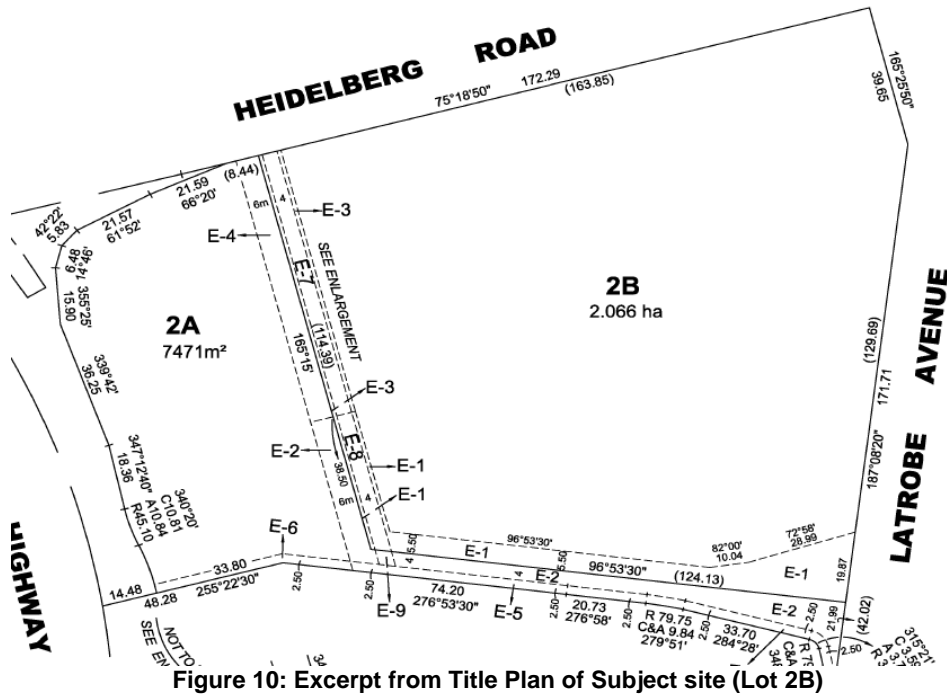 HEIDELBERG ROAD
75°18'50" 172.29
(163.85)
165°25'50"
39.65
(8.44)
21.59
66°20'
21.57
61°52'
42°22'
5.83
6.48
14°46'
15.90
355°25'
6m
4
E-3
E-4
E-7
SEE ENLARGEMENT
2A
7471m²
2B
2.066 ha
165°15'
(114.39)
339°42'
36.25
E-3
E-2
E-8
38.50
E-1
6m
4
E-1
347°12'40"
18.36
340°20'
C10.81
A10.84
R45.10
(129.69)
171.71
187°08'20"
LATROBE AVENUE
HIGHWAY
E-6
5.50
4
96°53'30"
E-1
5.50
82°00'
10.04
72°58'
28.99
E-1
19.87
96°53'30"
(124.13)
E-2
E-2
33.80
255°22'30"
14.48
48.28
2.50
2.50
E-9
74.20
276°53'30"
4
E-5
2.50
20.73
276°58'
2.50
R 79.75
C&A 9.84
279°51'
2.50
33.70
284°28'
2.50
21.99
(42.02)
2.50
315°21'
NOT TO
Figure 10: Excerpt from Title Plan of Subject site (Lot 2B)